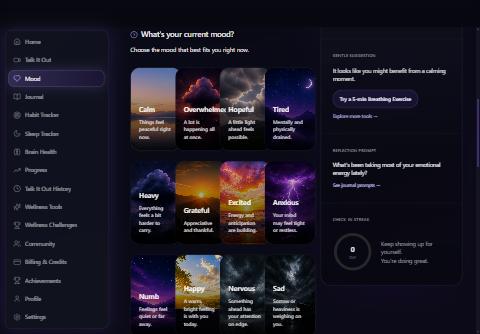 Home
Talk It Out
Mood
Journal
Habit Tracker
Sleep Tracker
Brain Health
Progress
Talk It Out History
Wellness Tools
Wellness Challenges
Community
Billing & Credits
Achievements
Profile
Settings
What's your current mood?
Choose the mood that best fits you right now.
Calm
Things feel
peaceful right
now.
Overwhelmed
A lot is
happening all
at once.
Hopeful
A little light
ahead feels
possible.
Tired
Mentally and
physically
drained.
Heavy
Everything
feels a bit
harder to
carry.
Grateful
Appreciative
and thankful.
Excited
Energy and
anticipation
are building.
Anxious
Your mind
may feel tight
or restless.
Numb
Feelings feel
quiet or far
away.
Happy
A warm,
bright feeling
is with you
today.
Nervous
Something
ahead has
your attention
on edge.
Sad
Sorrow or
heaviness is
weighing on
you.
GENTLE SUGGESTION
It looks like you might benefit from a calming
moment.
Try a 5-min Breathing Exercise
Explore more tools →
REFLECTION PROMPT
What's been taking most of your emotional
energy lately?
See journal prompts →
CHECK IN STREAK
0
Keep showing up for
yourself.
You're doing great.